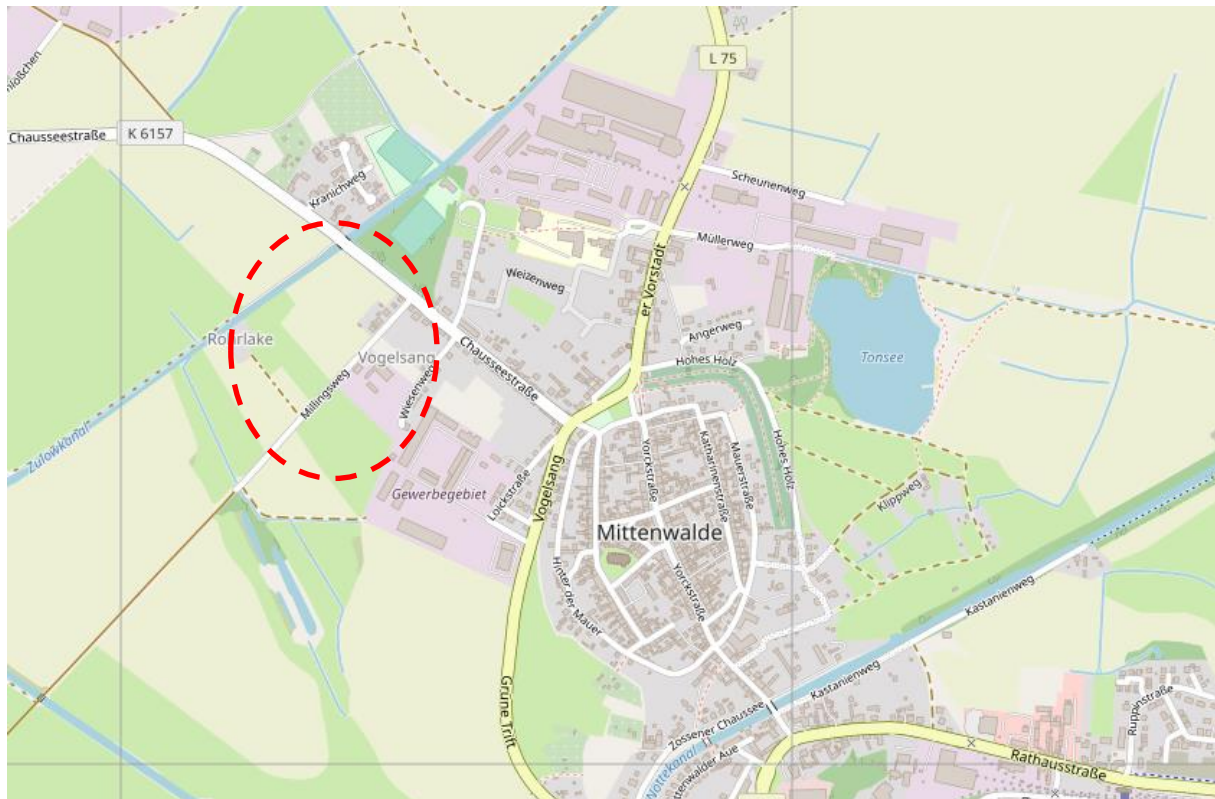 L 75
Chausseestraße
K 6157
Scheunenweg
Kranichweg
Müllerweg
er Vorstadt
Weizenweg
Angerweg
Rohrlake
Vogelsang
Chausseestraße
Hohes Holz
Tonsee
Millingsweg
Wiesenweg
Zulowkanal
Yorckstraße
Katharinenstraße
Mauerstraße
Hohes Holz
Gewerbegebiet
Loickstraße
Vogelsang
Klippweg
Mittenwalde
Hinter der Mauer
Yorckstraße
Kastanienweg
Kastanienweg
Grüne Trift
Zossener Chaussee
Ruppinstraße
Nottekanal
Rathausstraße